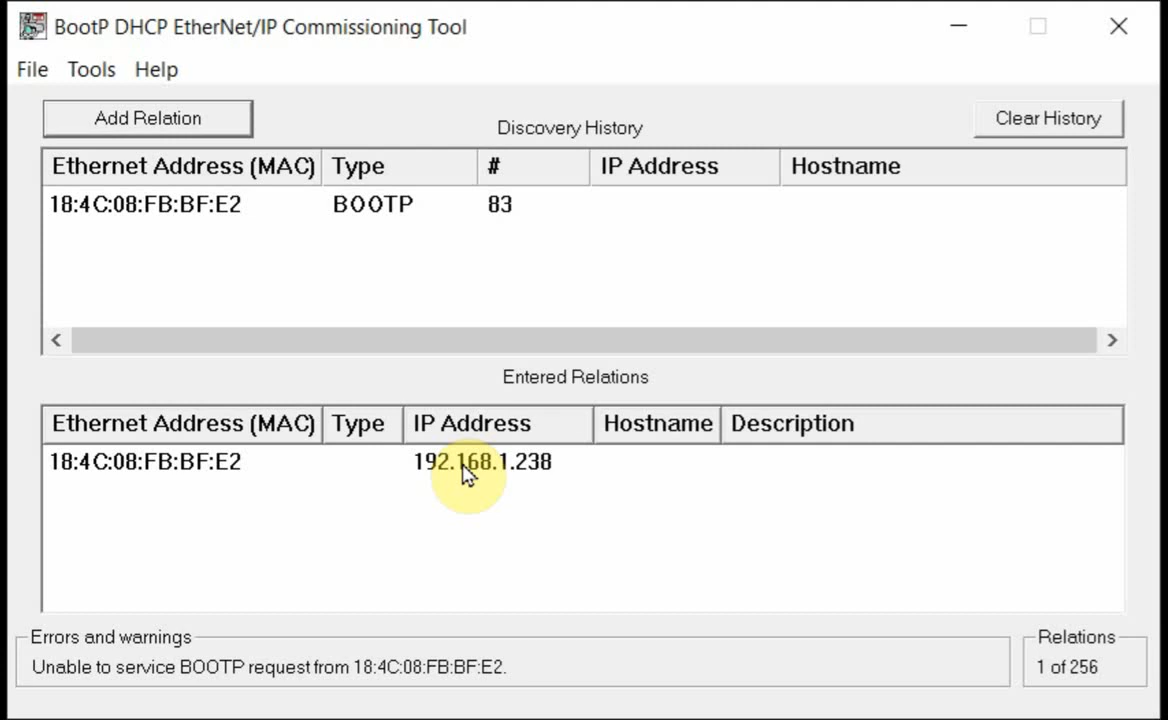 BootP DHCP EtherNet/IP Commissioning Tool
File Tools Help
Add Relation
Discovery History
Clear History
Ethernet Address (MAC) Type # IP Address Hostname
18:4C:08:FB:BF:E2 BOOTP 83
Entered Relations
Ethernet Address (MAC) Type IP Address Hostname Description
18:4C:08:FB:BF:E2 192.168.1.238
Errors and warnings
Unable to service BOOTP request from 18:4C:08:FB:BF:E2.
Relations
1 of 256